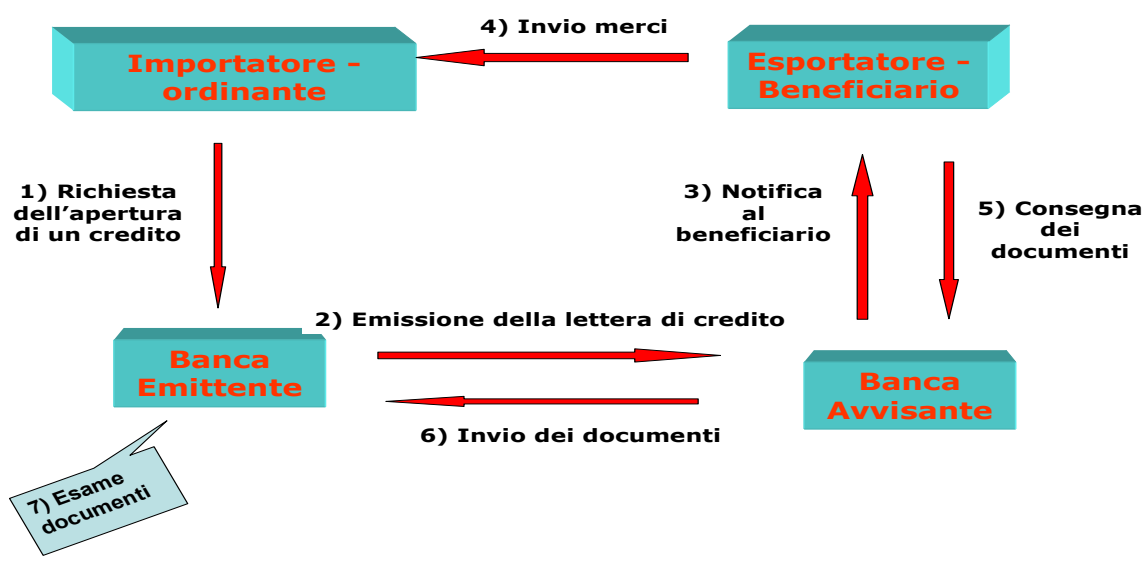 4) Invio merci
Importatore -
ordinante
Esportatore -
Beneficiario
1) Richiesta
dell’apertura
di un credito
3) Notifica
al
beneficiario
5) Consegna
dei
documenti
2) Emissione della lettera di credito
Banca
Emittente
Banca
Avvisante
6) Invio dei documenti
7) Esame
documenti